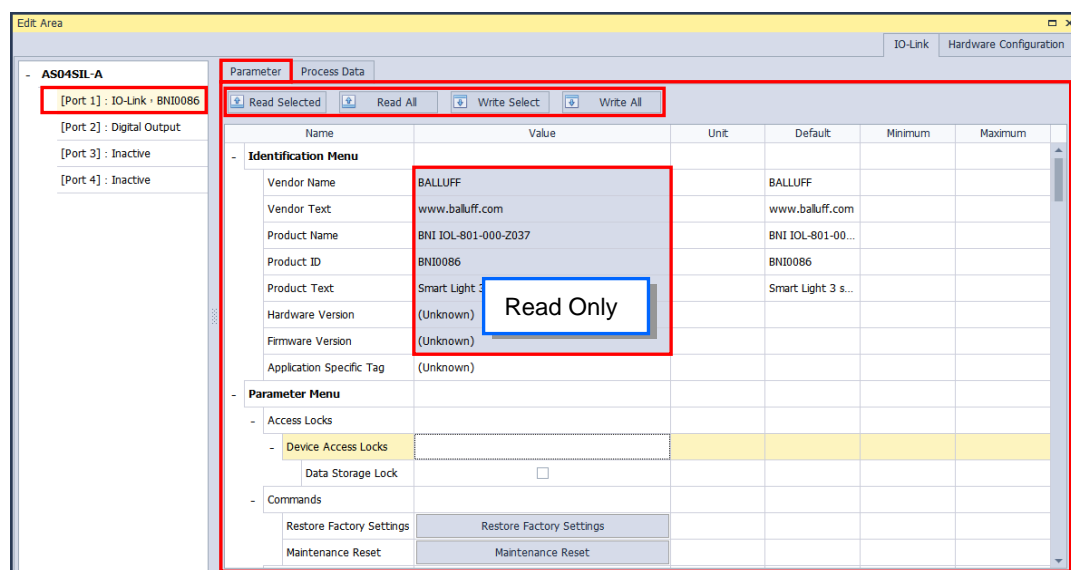 Edit Area
IO-Link Hardware Configuration
- AS04SIL-A
[Port 1] : IO-Link, BNI0086
[Port 2] : Digital Output
[Port 3] : Inactive
[Port 4] : Inactive
Parameter Process Data
Read Selected Read All Write Select Write All
Name Value Unit Default Minimum Maximum
- Identification Menu
Vendor Name BALLUFF BALLUFF
Vendor Text www.balluff.com www.balluff.com
Product Name BNI IOL-801-000-Z037 BNI IOL-801-00...
Product ID BNI0086 BNI0086
Product Text Smart Light 3 Smart Light 3 s...
Read Only
Hardware Version (Unknown)
Firmware Version (Unknown)
Application Specific Tag (Unknown)
- Parameter Menu
- Access Locks
- Device Access Locks
Data Storage Lock
- Commands
Restore Factory Settings Restore Factory Settings
Maintenance Reset Maintenance Reset